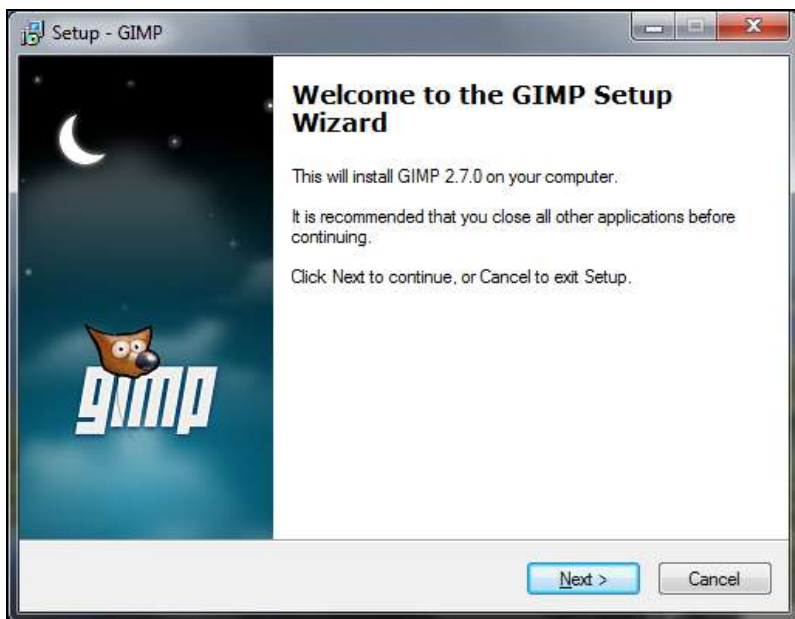 Setup - GIMP
Welcome to the GIMP Setup
Wizard
This will install GIMP 2.7.0 on your computer.
It is recommended that you close all other applications before
continuing.
Click Next to continue, or Cancel to exit Setup.
gimp
Next >
Cancel